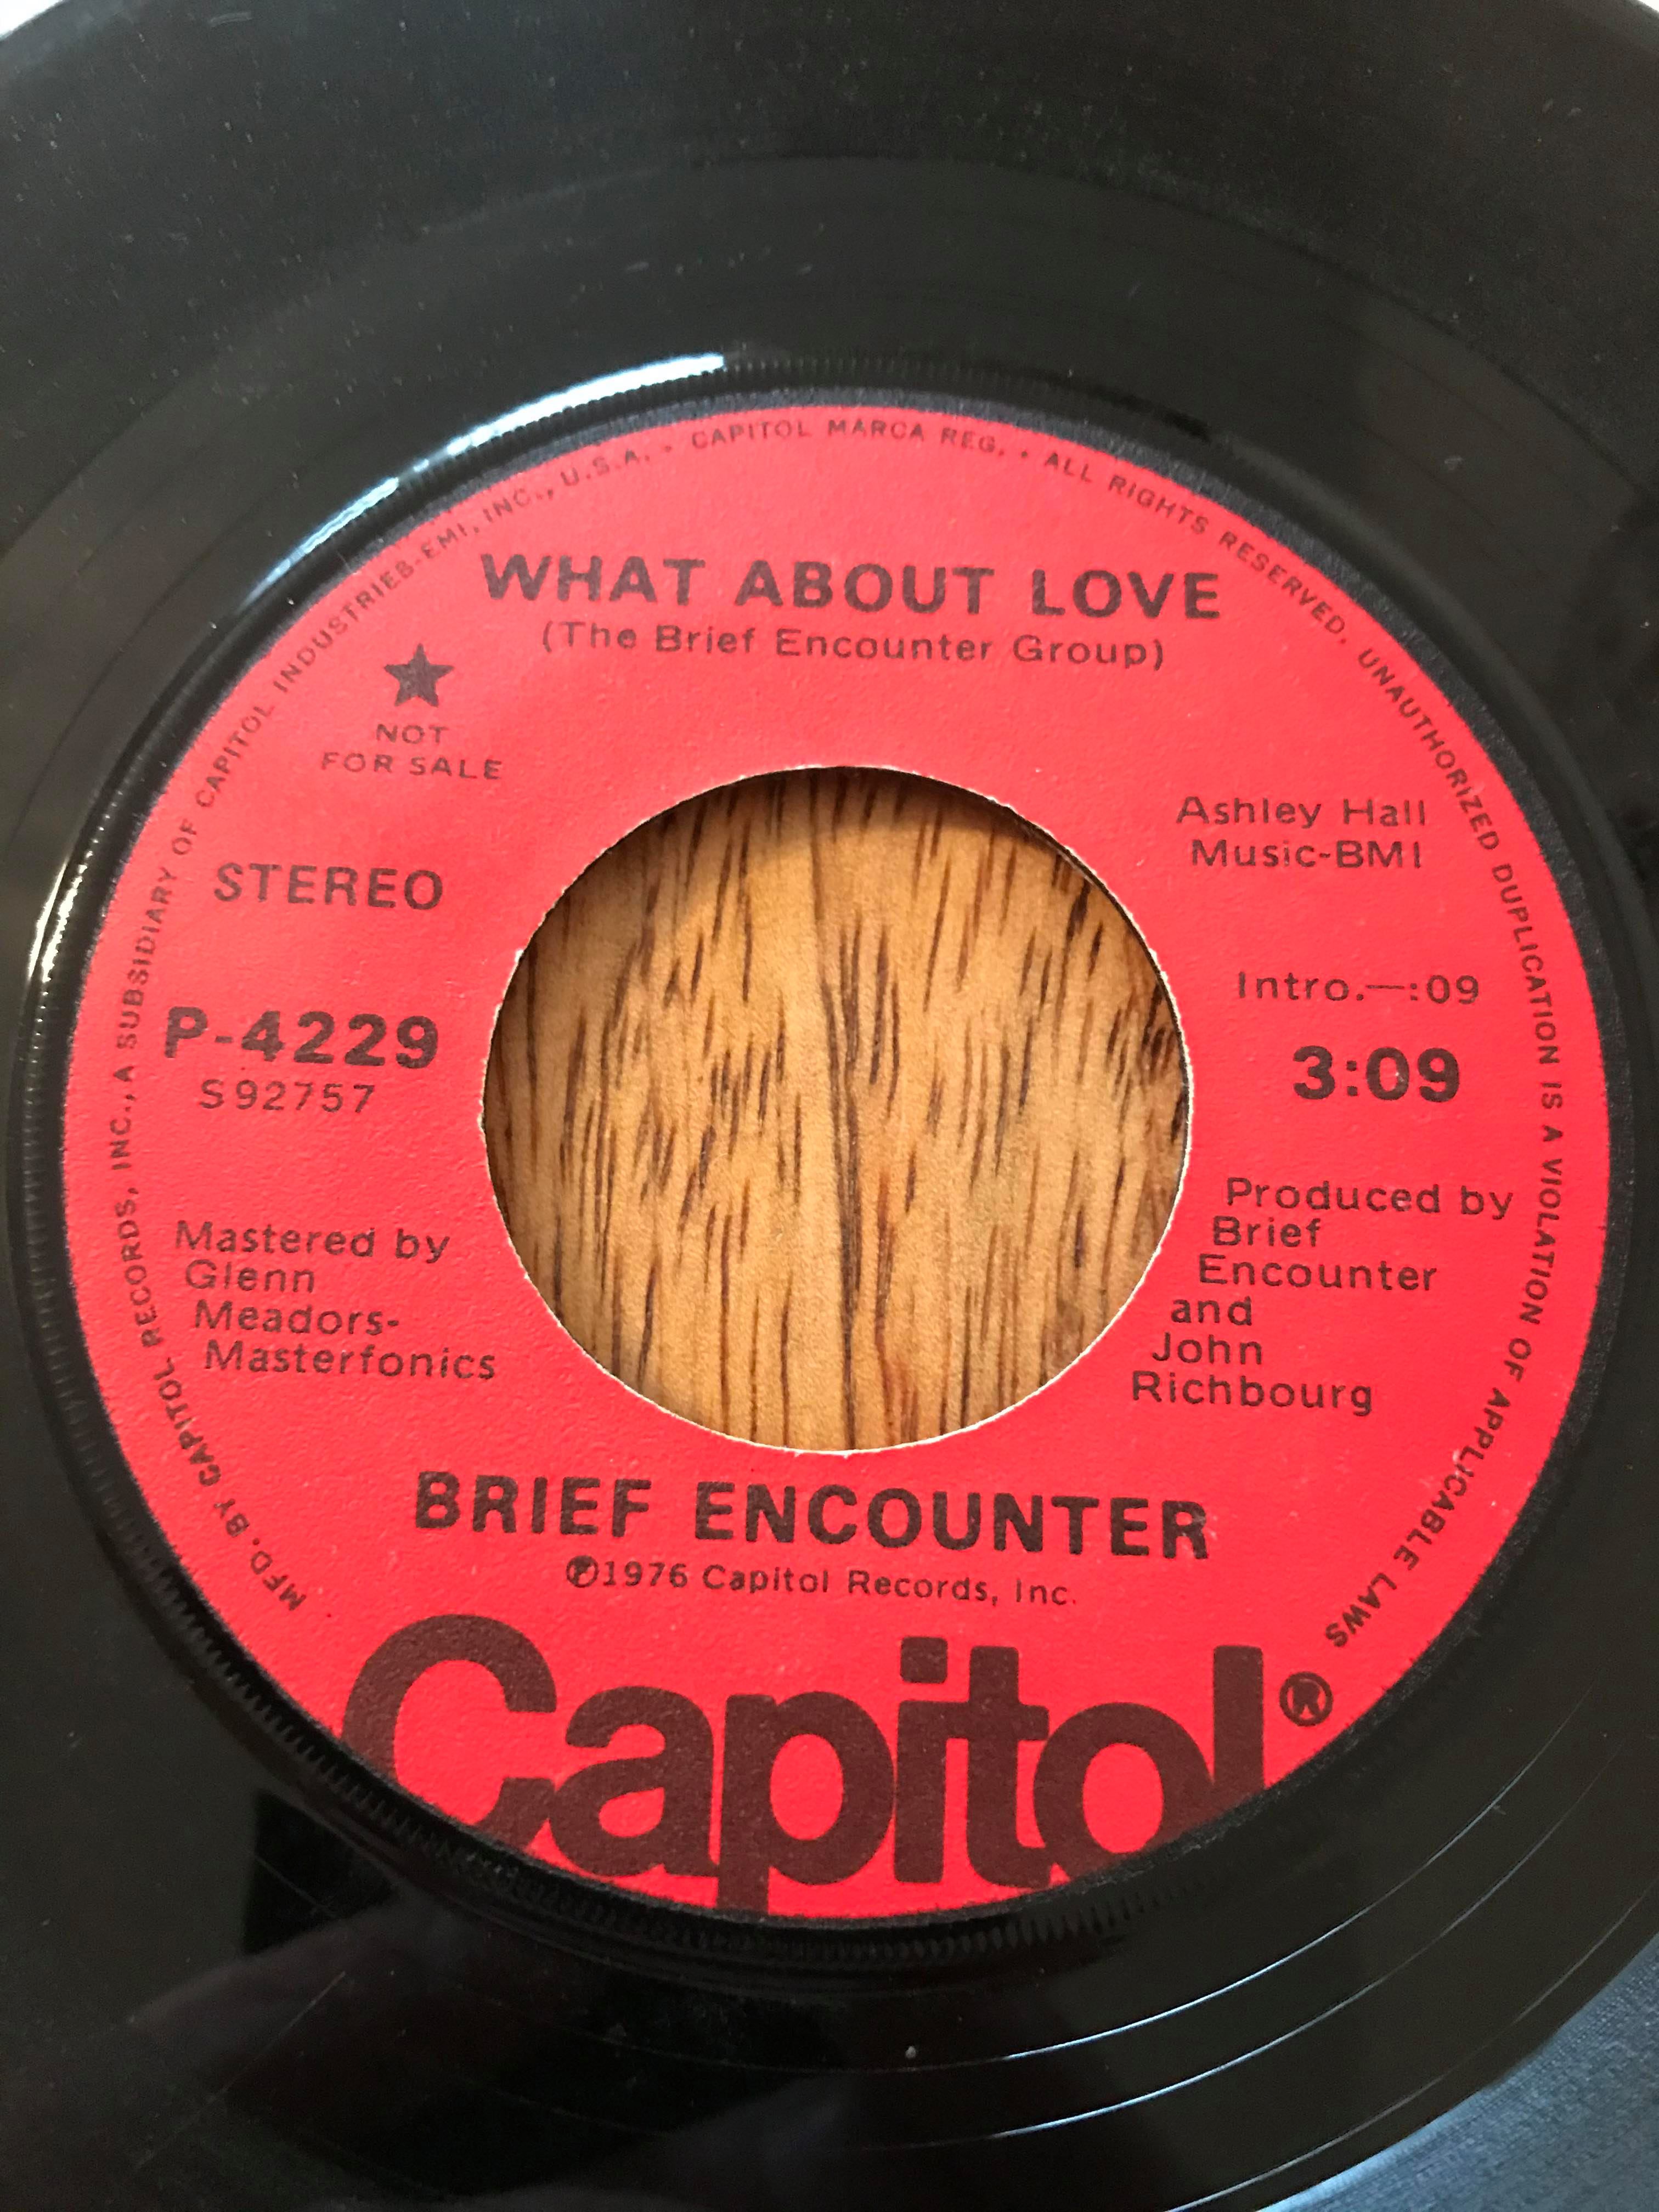 MFD. BY CAPITOL RECORDS, INC., A SUBSIDIARY OF CAPITOL INDUSTRIES-EMI, INC., U.S.A. • CAPITOL MARCA REG. • ALL RIGHTS RESERVED. UNAUTHORIZED DUPLICATION IS A VIOLATION OF APPLICABLE LAWS
WHAT ABOUT LOVE
(The Brief Encounter Group)
★
NOT
FOR SALE
STEREO
P-4229
S92757
Mastered by
Glenn
Meadors-
Masterfonics
Ashley Hall
Music-BMI
Intro.—:09
3:09
Produced by
Brief
Encounter
and
John
Richbourg
BRIEF ENCOUNTER
℗1976 Capitol Records, Inc.
Capitol®